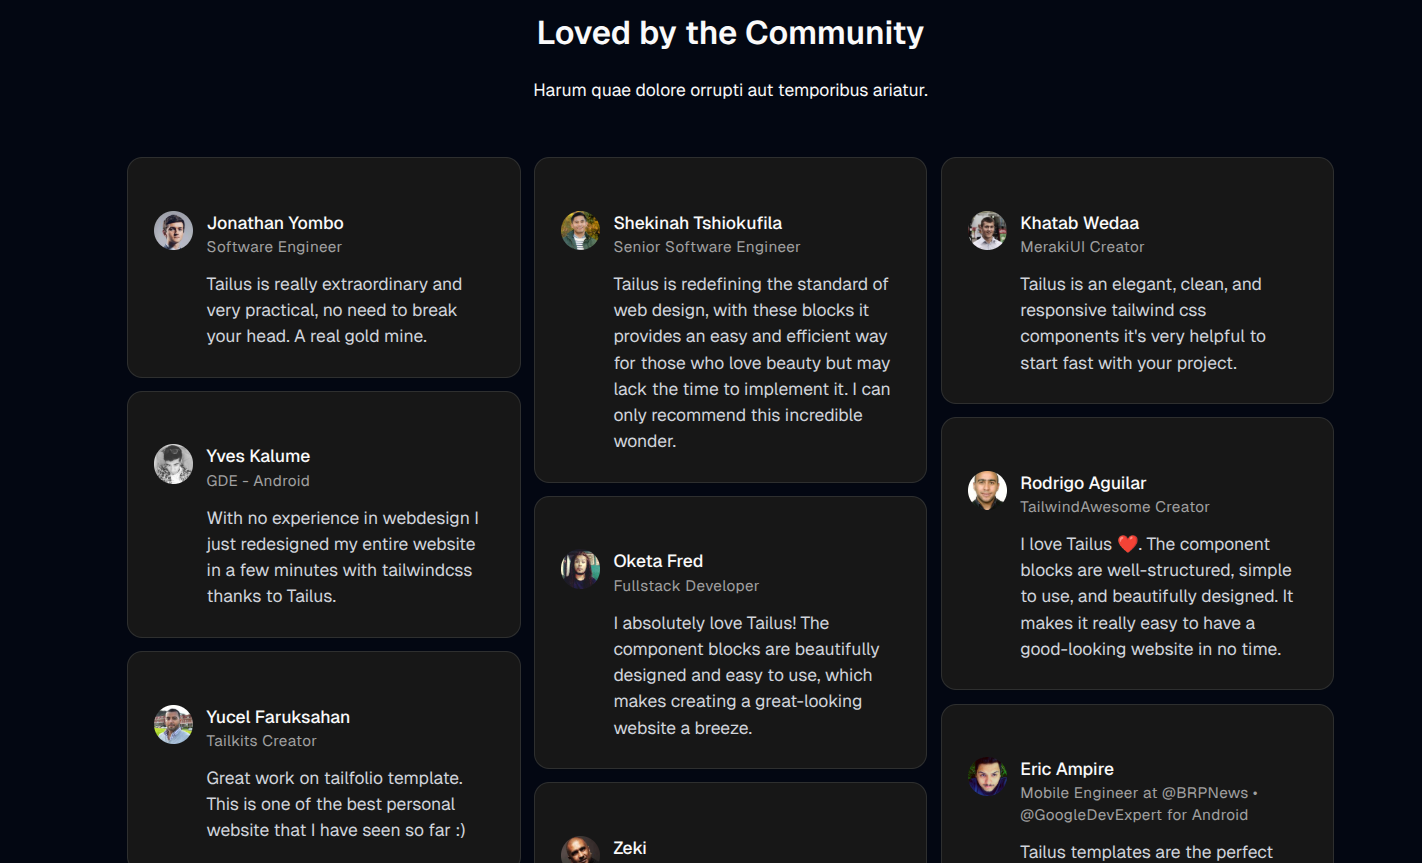 Loved by the Community
Harum quae dolore orrupti aut temporibus ariatur.
Jonathan Yombo
Software Engineer
Tailus is really extraordinary and
very practical, no need to break
your head. A real gold mine.
Yves Kalume
GDE - Android
With no experience in webdesign I
just redesigned my entire website
in a few minutes with tailwindcss
thanks to Tailus.
Yucel Faruksahan
Tailkits Creator
Great work on tailfolio template.
This is one of the best personal
website that I have seen so far :)
Shekinah Tshiokufila
Senior Software Engineer
Tailus is redefining the standard of
web design, with these blocks it
provides an easy and efficient way
for those who love beauty but may
lack the time to implement it. I can
only recommend this incredible
wonder.
Oketa Fred
Fullstack Developer
I absolutely love Tailus! The
component blocks are beautifully
designed and easy to use, which
makes creating a great-looking
website a breeze.
Zeki
Khatab Wedaa
MerakiUI Creator
Tailus is an elegant, clean, and
responsive tailwind css
components it's very helpful to
start fast with your project.
Rodrigo Aguilar
TailwindAwesome Creator
I love Tailus ❤️. The component
blocks are well-structured, simple
to use, and beautifully designed. It
makes it really easy to have a
good-looking website in no time.
Eric Ampire
Mobile Engineer at @BRPNews •
@GoogleDevExpert for Android
Tailus templates are the perfect